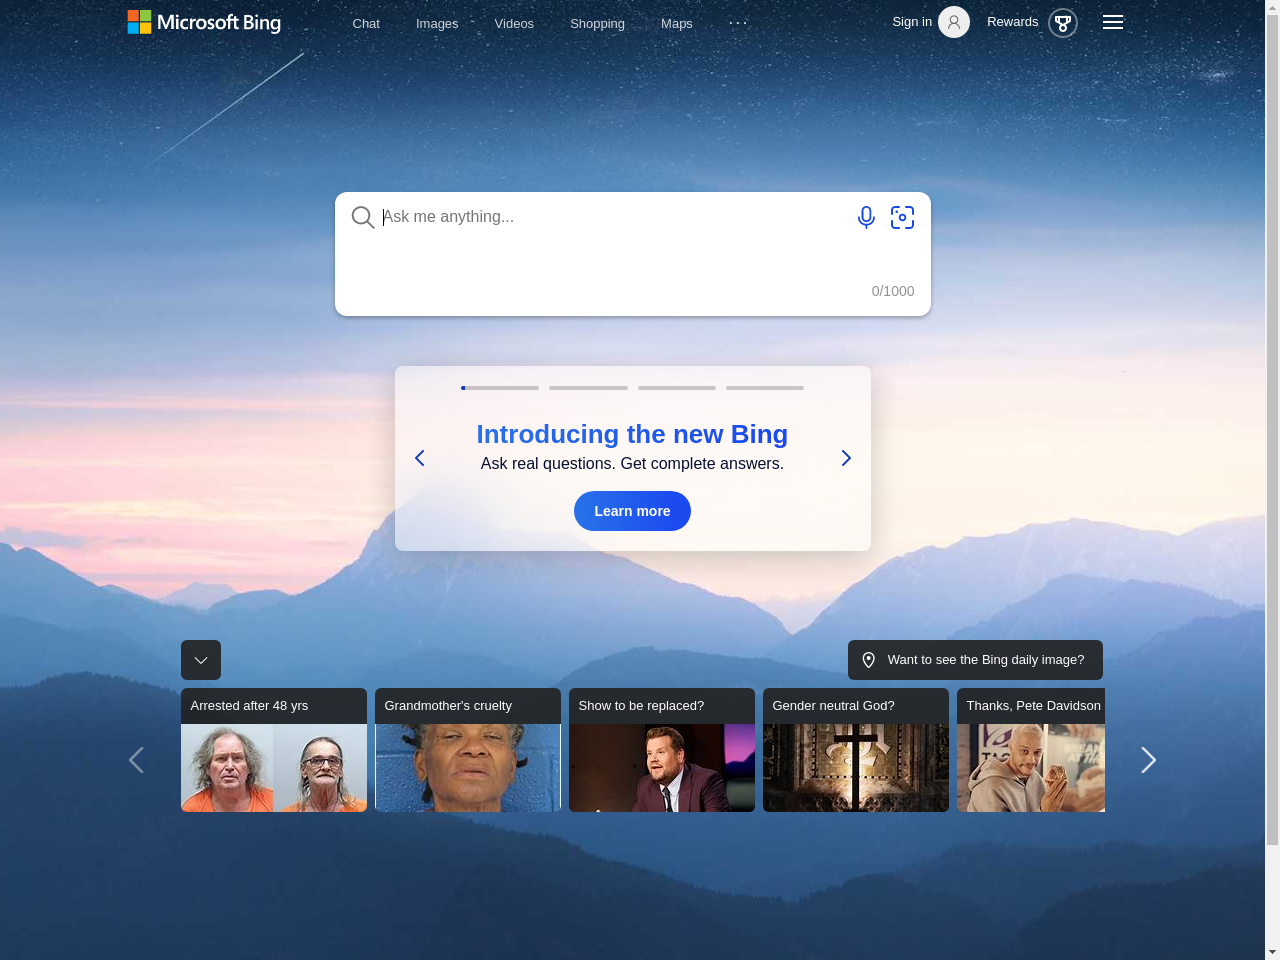 Microsoft Bing
Chat
Images
Videos
Shopping
Maps
...
Sign in
Rewards
Ask me anything...
0/1000
Introducing the new Bing
Ask real questions. Get complete answers.
Learn more
Want to see the Bing daily image?
Arrested after 48 yrs
Grandmother's cruelty
Show to be replaced?
Gender neutral God?
Thanks, Pete Davidson